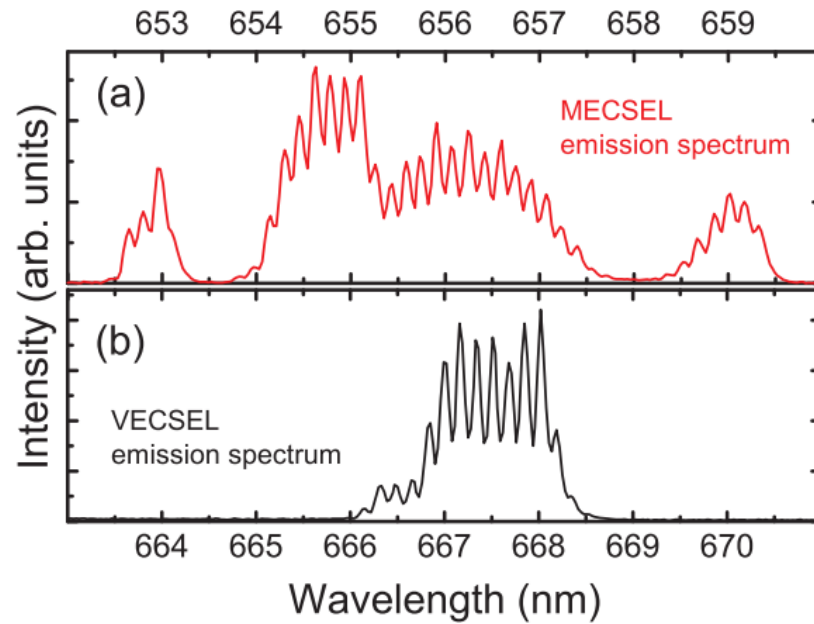 653 654 655 656 657 658 659
(a)
MECSEL
emission spectrum
Intensity (arb. units)
(b)
VECSEL
emission spectrum
664 665 666 667 668 669 670
Wavelength (nm)